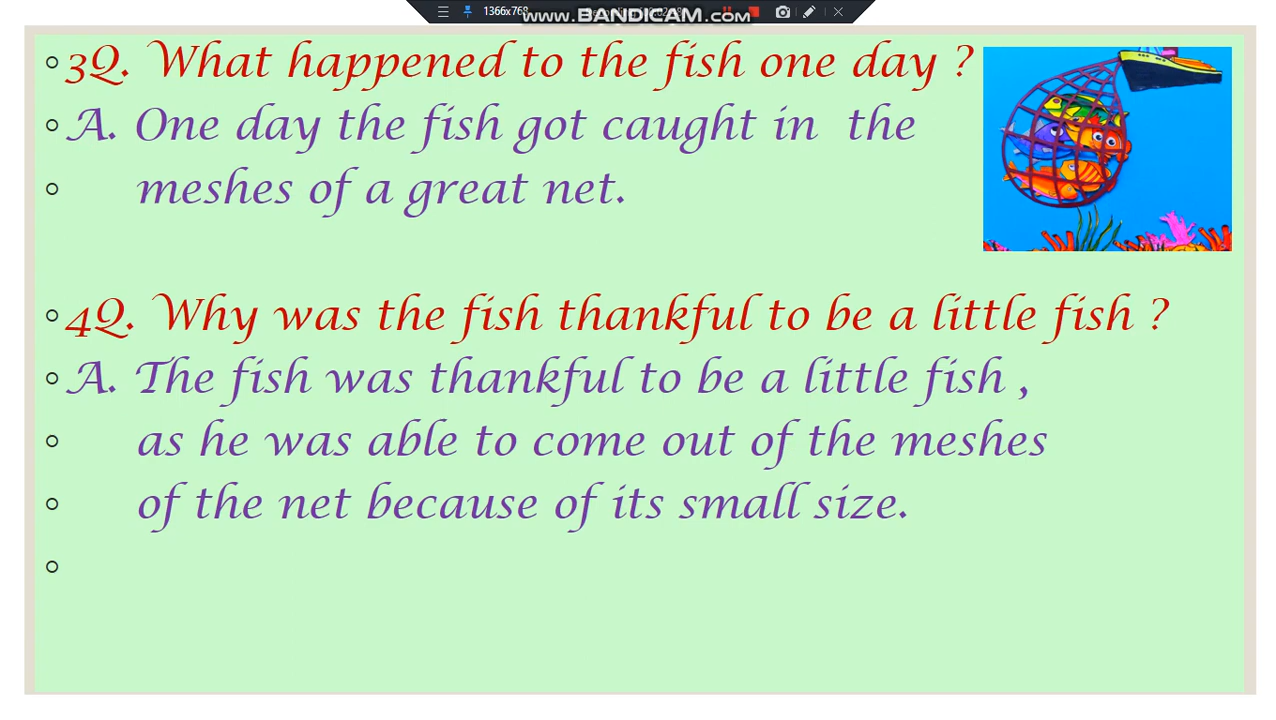 1366x768
www.BANDICAM.com
3Q. What happened to the fish one day ?
A. One day the fish got caught in the
meshes of a great net.
4Q. Why was the fish thankful to be a little fish ?
A. The fish was thankful to be a little fish ,
as he was able to come out of the meshes
of the net because of its small size.